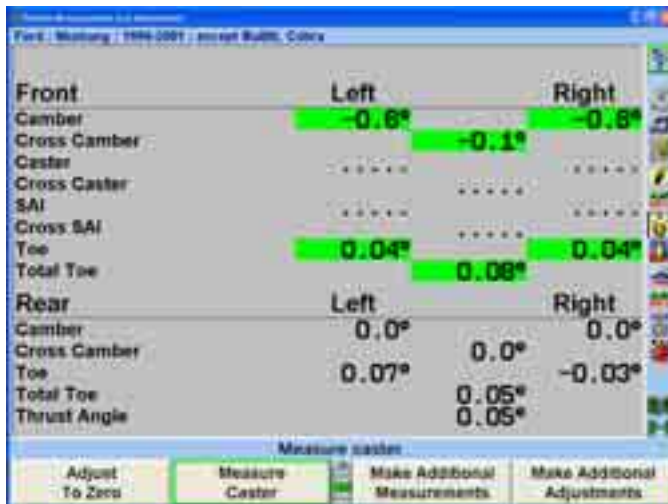 Ford : Mustang : 1996-2001 : except Bullitt, Cobra
Front Left Right
Camber -0.8° -0.8°
Cross Camber -0.1°
Caster ..... .....
Cross Caster .....
SAI ..... .....
Cross SAI .....
Toe 0.04° 0.04°
Total Toe 0.08°
Rear Left Right
Camber 0.0° 0.0°
Cross Camber 0.0°
Toe 0.07° -0.03°
Total Toe 0.05°
Thrust Angle 0.05°
Measure caster
Adjust To Zero
Measure Caster
Make Additional Measurements
Make Additional Adjustments